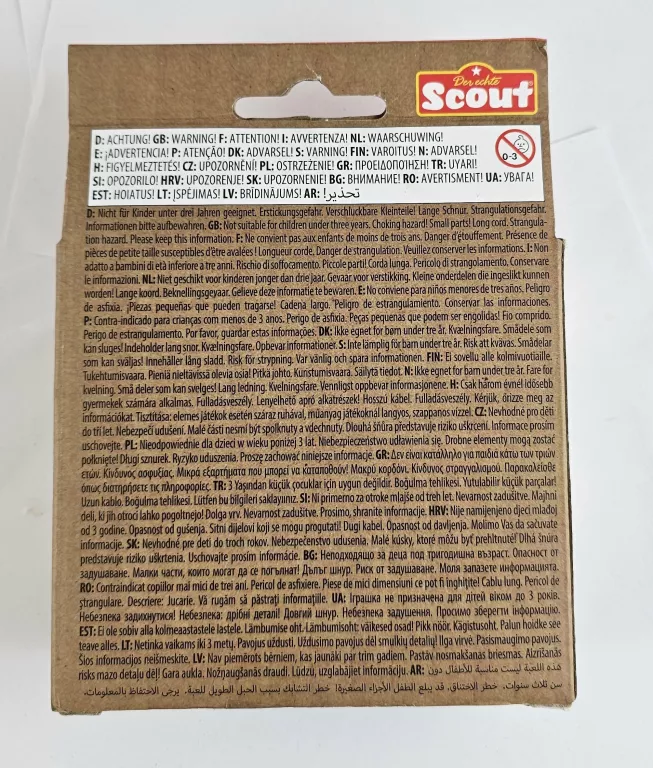 Der echte
Scout
D: ACHTUNG! GB: WARNING! F: ATTENTION! I: AVVERTENZA! NL: WAARSCHUWING!
E: ¡ADVERTENCIA! P: ATENÇÃO! DK: ADVARSEL! S: VARNING! FIN: VAROITUS! N: ADVARSEL!
H: FIGYELMEZTETÉS! CZ: UPOZORNĚNÍ! PL: OSTRZEŻENIE! GR: ΠΡΟΕΙΔΟΠΟΙΗΣΗ! TR: UYARI!
SI: OPOZORILO! HRV: UPOZORENJE! SK: UPOZORNENIE! BG: ВНИМАНИЕ! RO: AVERTISMENT! UA: УВАГА!
EST: HOIATUS! LT: ĮSPĖJIMAS! LV: BRĪDINĀJUMS! AR: تحذير!
0-3
D: Nicht für Kinder unter drei Jahren geeignet. Erstickungsgefahr. Verschluckbare Kleinteile! Lange Schnur. Strangulationsgefahr.
Informationen bitte aufbewahren. GB: Not suitable for children under three years. Choking hazard! Small parts! Long cord. Strangula-
tion hazard. Please keep this information. F: Ne convient pas aux enfants de moins de trois ans. Danger d'étouffement. Présence de
pièces de petite taille susceptibles d'être avalées! Longueur corde, Danger de strangulation. Veuillez conserver les informations. I: Non
adatto a bambini di età inferiore a tre anni. Rischio di soffocamento. Piccole parti! Corda lunga. Pericolo di strangolamento. Conservare
le informazioni. NL: Niet geschikt voor kinderen jonger dan drie jaar. Gevaar voor verstikking. Kleine onderdelen die ingeslikt kunnen
worden! Lange koord. Beknellingsgevaar. Gelieve deze informatie te bewaren. E: No conviene para niños menores de tres años. Peligro
de asfixia. ¡Piezas pequeñas que pueden tragarse! Cadena largo. Peligro de estrangulamiento. Conservar las informaciones.
P: Contra-indicado para crianças com menos de 3 anos. Perigo de asfixia. Peças pequenas que podem ser engolidas! Fio comprido.
Perigo de estrangulamento. Por favor, guardar estas informações. DK: Ikke egnet for børn under tre år. Kvælningsfare. Smådele som
kan sluges! Indeholder lang snor. Kvælningsfare. Opbevar informationer. S: Inte lämplig för barn under tre år. Risk att kvävas. Smådelar
som kan sväljas! Innehåller lång sladd. Risk för strypning. Var vänlig och spara informationen. FIN: Ei sovellu alle kolmivuotiaille.
Tukehtumisvaara. Pieniä nieltävissä olevia osia! Pitkä johto. Kuristumisvaara. Säilytä tiedot. N: Ikke egnet for barn under tre år. Fare for
kvelning. Små deler som kan svelges! Lang ledning. Kvelningsfare. Vennligst oppbevar informasjonene. H: Csak három évnél idősebb
gyermekek számára alkalmas. Fulladásveszély. Lenyelhető apró alkatrészek! Hosszú kábel. Fulladásveszély. Kérjük, őrizze meg az
információkat. Tisztítása: elemes játékok esetén száraz ruhával, műanyag játékoknál langyos, szappanos vízzel. CZ: Nevhodné pro děti
do tří let. Nebezpečí udušení. Malé části nesmí být spolknuty a vdechnuty. Dlouhá šňůra představuje riziko uškrcení. Informace prosím
uschovejte. PL: Nieodpowiednie dla dzieci w wieku poniżej 3 lat. Niebezpieczeństwo udławienia się. Drobne elementy mogą zostać
połknięte! Długi sznurek. Ryzyko uduszenia. Proszę zachować niniejsze informacje. GR: Δεν είναι κατάλληλο για παιδιά κάτω των τριών
ετών. Κίνδυνος ασφυξίας. Μικρά εξαρτήματα που μπορεί να καταποθούν! Μακρύ κορδόνι. Κίνδυνος στραγγαλισμού. Παρακαλείσθε
όπως διατηρήσετε τις πληροφορίες. TR: 3 Yaşından küçük çocuklar için uygun değildir. Boğulma tehlikesi. Yutulabilir küçük parçalar!
Uzun kablo. Boğulma tehlikesi. Lütfen bu bilgileri saklayınız. SI: Ni primerno za otroke mlajše od treh let. Nevarnost zadušitve. Majhni
deli, ki jih otroci lahko pogoltnejo! Dolga vrv. Nevarnost zadušitve. Prosimo, shranite informacije. HRV: Nije namijenjeno djeci mlađoj
od 3 godine. Opasnost od gušenja. Sitni dijelovi koji se mogu progutati! Dugi kabel. Opasnost od davljenja. Molimo Vas da sačuvate
informacije. SK: Nevhodné pre deti do troch rokov. Nebezpečenstvo udusenia. Malé kúsky, ktoré môžu byť prehltnuté! Dlhá šnúra
predstavuje riziko uškrtenia. Uschovajte prosím informácie. BG: Неподходящо за деца под тригодишна възраст. Опасност от
задушаване. Малки части, които могат да се погълнат! Дълъг шнур. Риск от задушаване. Моля запазете информацията.
RO: Contraindicat copiilor mai mici de trei ani. Pericol de asfixiere. Piese de mici dimensiuni ce pot fi înghițite! Cablu lung. Pericol de
ștrangulare. Descriere: Jucarie. Vă rugăm să păstrați informațiile. UA: Іграшка не призначена для дітей віком до 3 років.
Небезпека задихнутися! Небезпека: дрібні деталі! Довгий шнур. Небезпека задушення. Просимо зберегти інформацію.
EST: Ei ole sobiv alla kolmeaastastele lastele. Lämbumise oht. Lämbumisoht: väikesed osad! Pikk nöör. Kägistusoht. Palun hoidke see
teave alles. LT: Netinka vaikams iki 3 metų. Pavojus uždusti. Uždusimo pavojus dėl smulkių detalių! Ilga virvė. Pasismaugimo pavojus.
Šios informacijos neišmeskite. LV: Nav piemērots bērniem, kas jaunāki par trim gadiem. Pastāv nosmakšanas briesmas. Aizrīšanās
risks mazo detaļu dēļ! Gara aukla. Nožņaugšanās draudi. Lūdzu, uzglabājiet informāciju. AR: هذه اللعبة ليست مناسبة للأطفال دون
سن ثلاث سنوات. خطر الاختناق. قد يبلع الطفل الأجزاء الصغيرة! خطر التشابك بسبب الحبل الطويل للعبة. يرجى الاحتفاظ بالمعلومات.